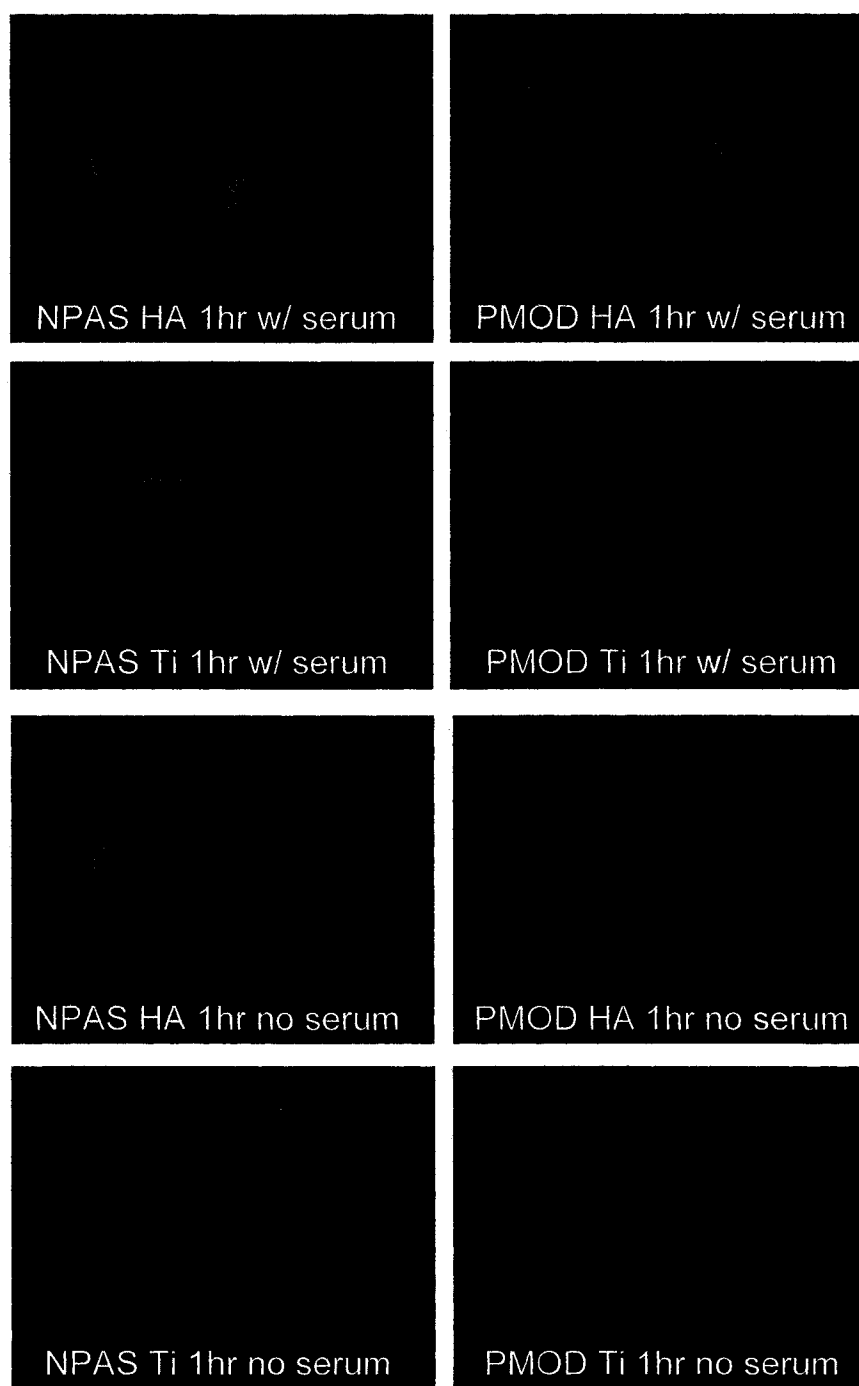 NPAS HA 1hr w/ serum
PMOD HA 1hr w/ serum
NPAS Ti 1hr w/ serum
PMOD Ti 1hr w/ serum
NPAS HA 1hr no serum
PMOD HA 1hr no serum
NPAS Ti 1hr no serum
PMOD Ti 1hr no serum